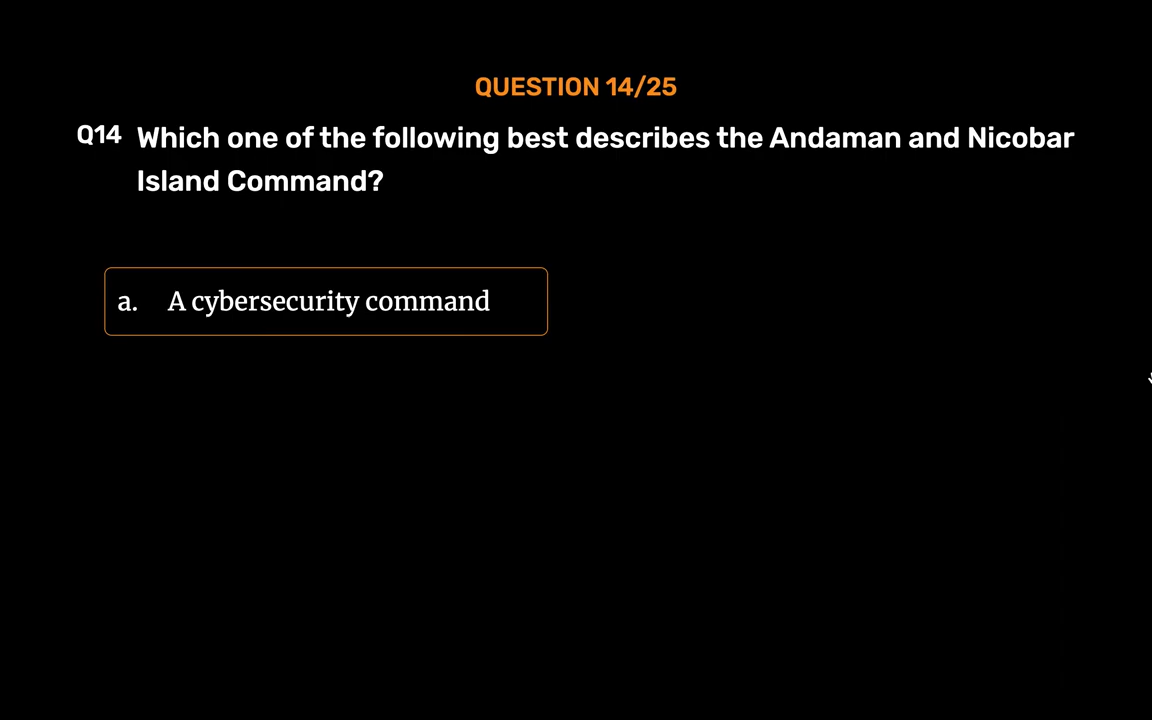 QUESTION 14/25
Q14 Which one of the following best describes the Andaman and Nicobar
Island Command?
a. A cybersecurity command